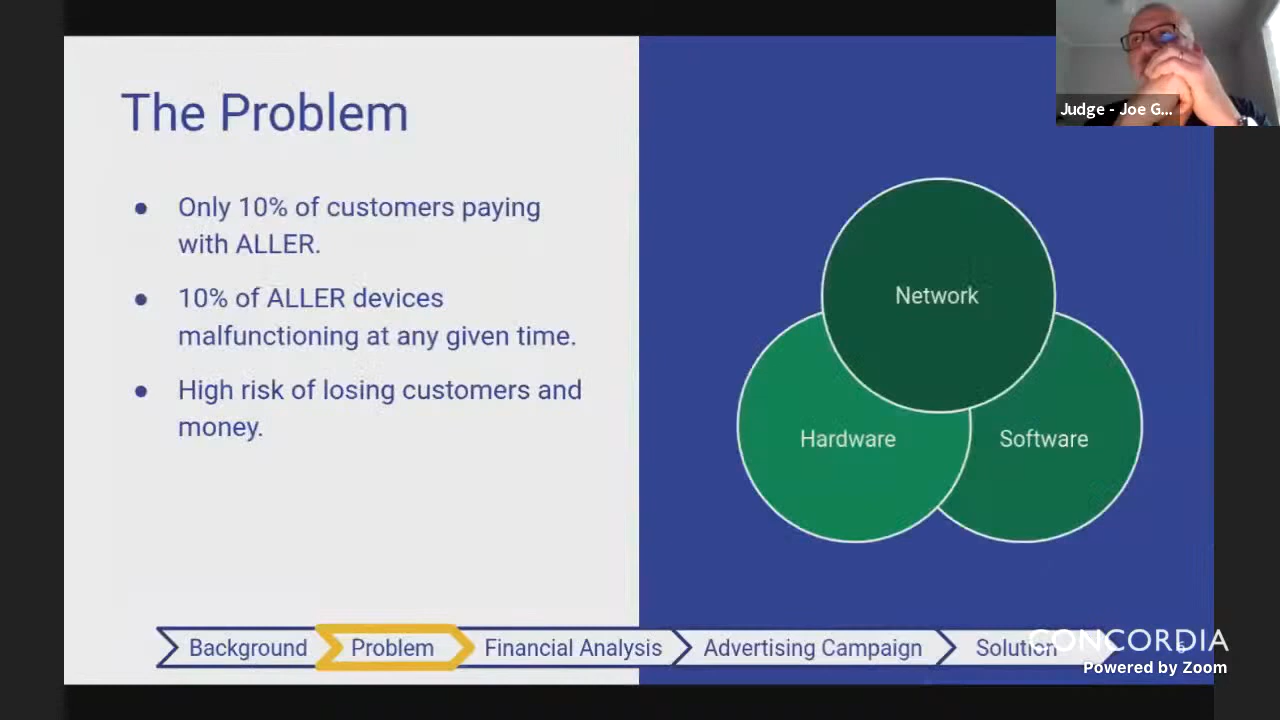 The Problem
● Only 10% of customers paying
with ALLER.
● 10% of ALLER devices
malfunctioning at any given time.
● High risk of losing customers and
money.
Network
Hardware
Software
Background
Problem
Financial Analysis
Advertising Campaign
Solution
CONCORDIA
Powered by Zoom
Judge - Joe G...